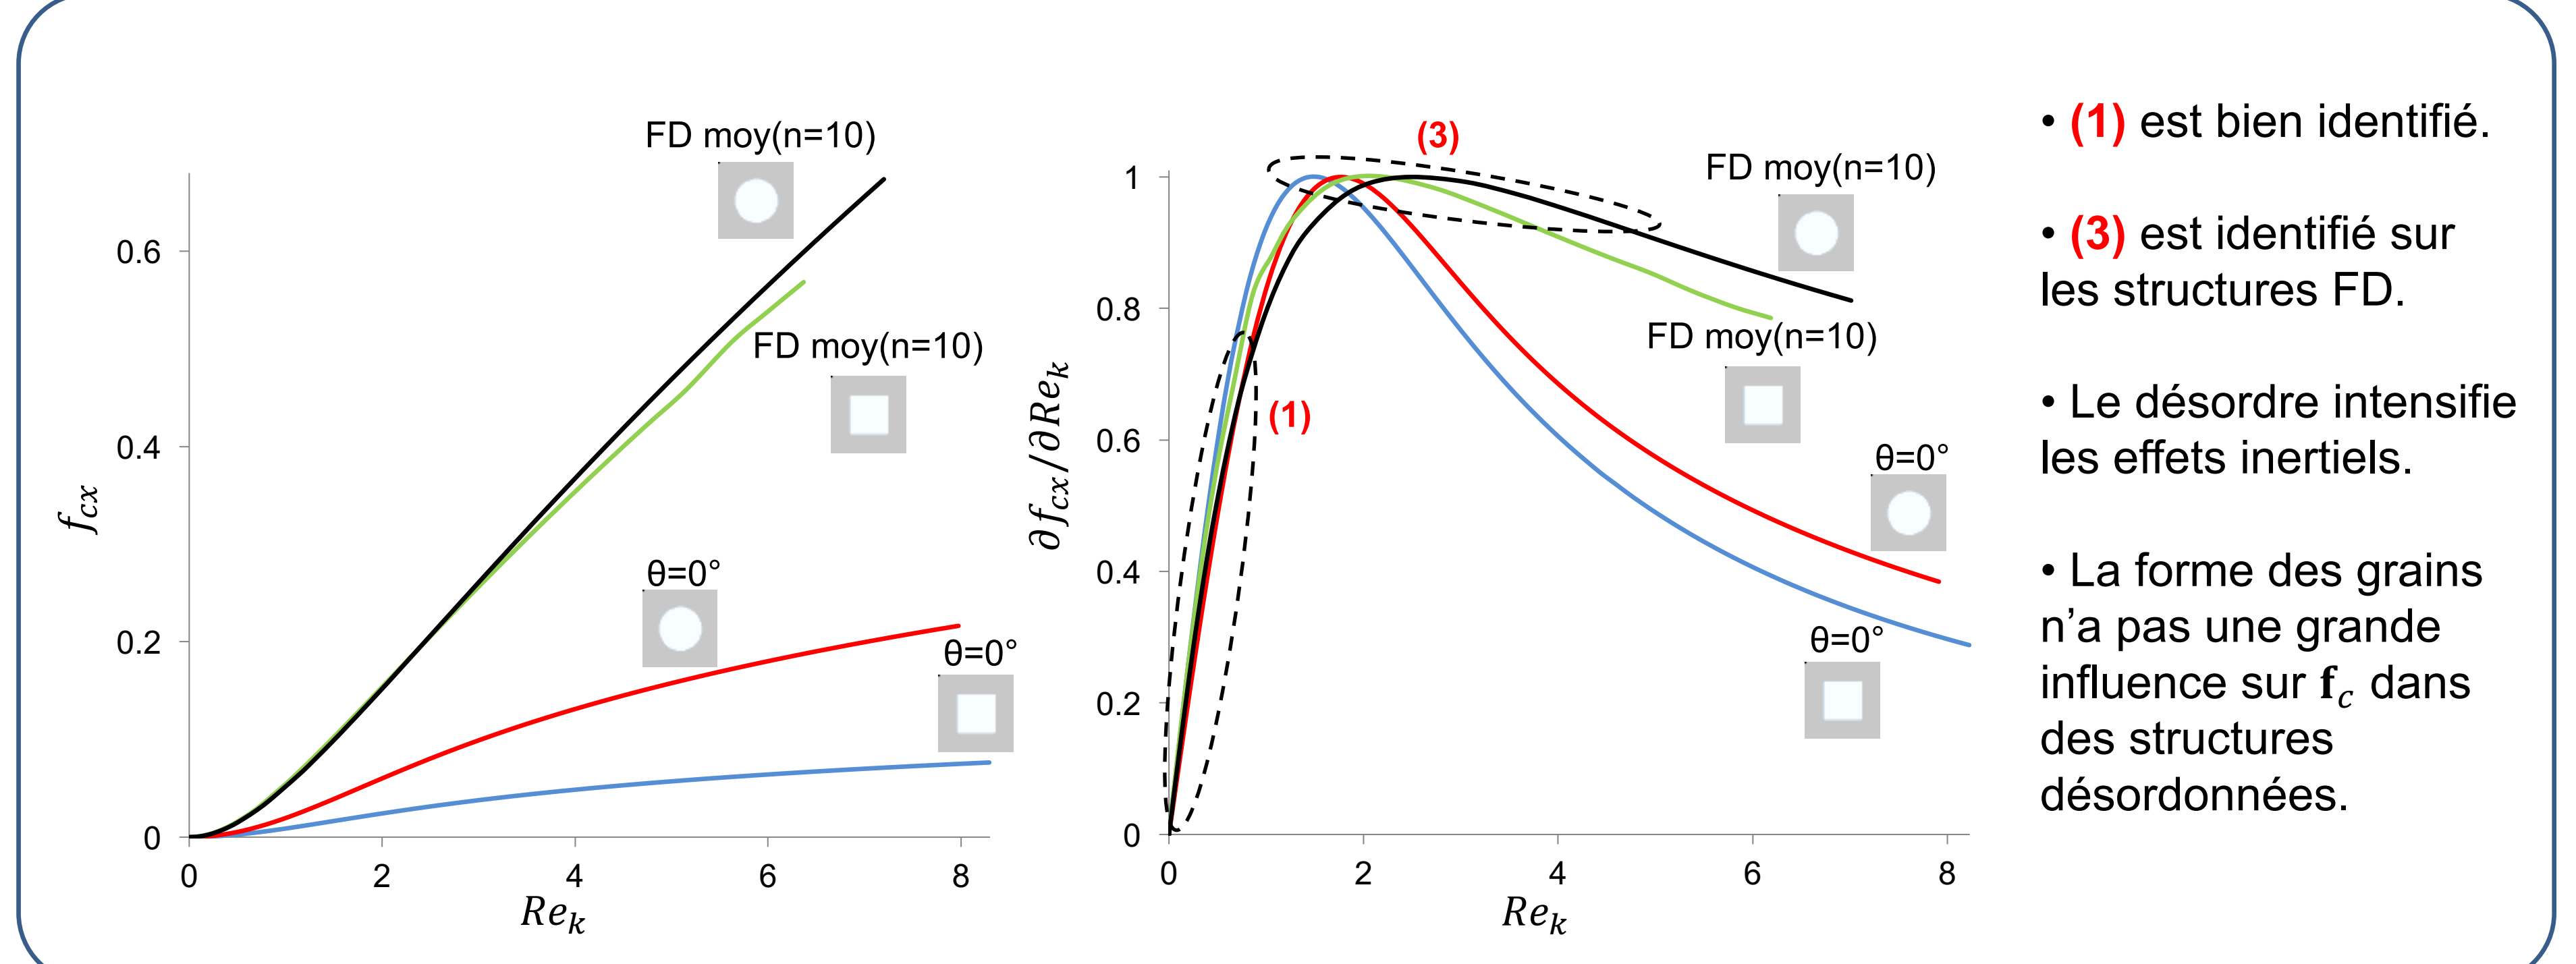 FD moy(n=10)
0.6
FD moy(n=10)
0.4
f_cx
θ=0°
0.2
θ=0°
0
0 2 4 6 8
Re_k
(3)
1
FD moy(n=10)
0.8
FD moy(n=10)
∂f_cx/∂Re_k
(1)
0.6
θ=0°
0.4
θ=0°
0.2
0
0 2 4 6 8
Re_k
• (1) est bien identifié.
• (3) est identifié sur
les structures FD.
• Le désordre intensifie
les effets inertiels.
• La forme des grains
n’a pas une grande
influence sur f_c dans
des structures
désordonnées.